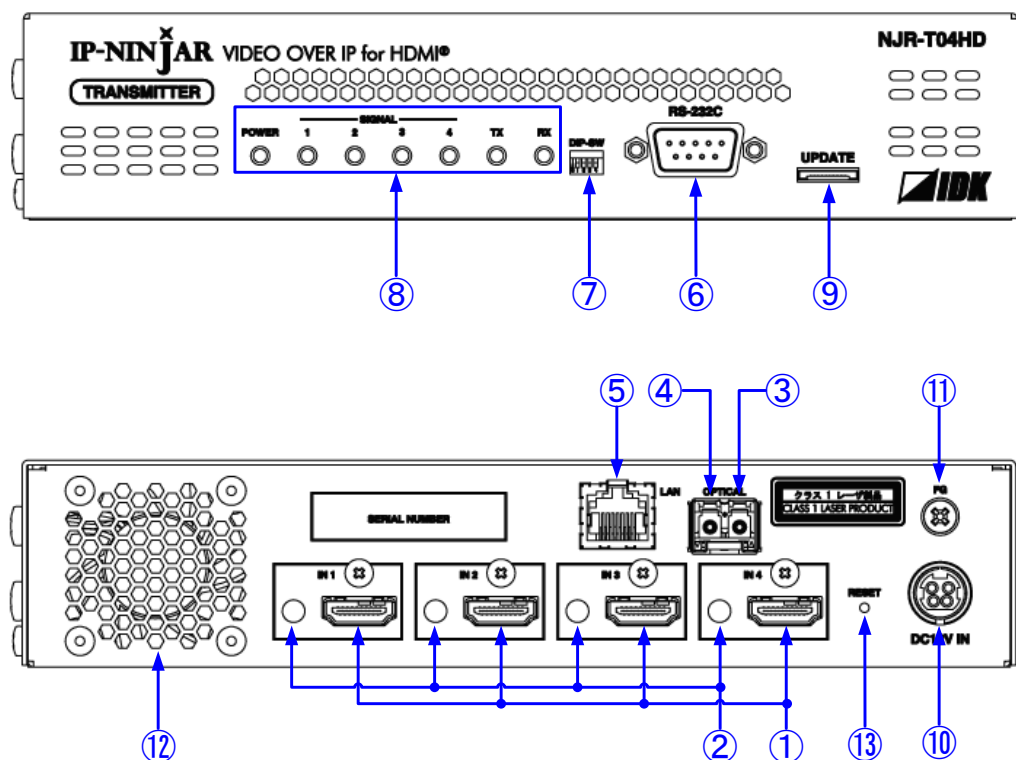 IP-NINJAR VIDEO OVER IP for HDMI®
NJR-T04HD
TRANSMITTER
SIGNAL
RS-232C
POWER 1 2 3 4 TX RX
DIP-SW
UPDATE
IDK
⑧ ⑦ ⑥ ⑨
⑤ ④ ③ ⑪
LAN OPTICAL
クラス 1 レーザ製品
CLASS 1 LASER PRODUCT
FG
SERIAL NUMBER
IN 1 IN 2 IN 3 IN 4
RESET
IN
⑫ ② ① ⑬ ⑩